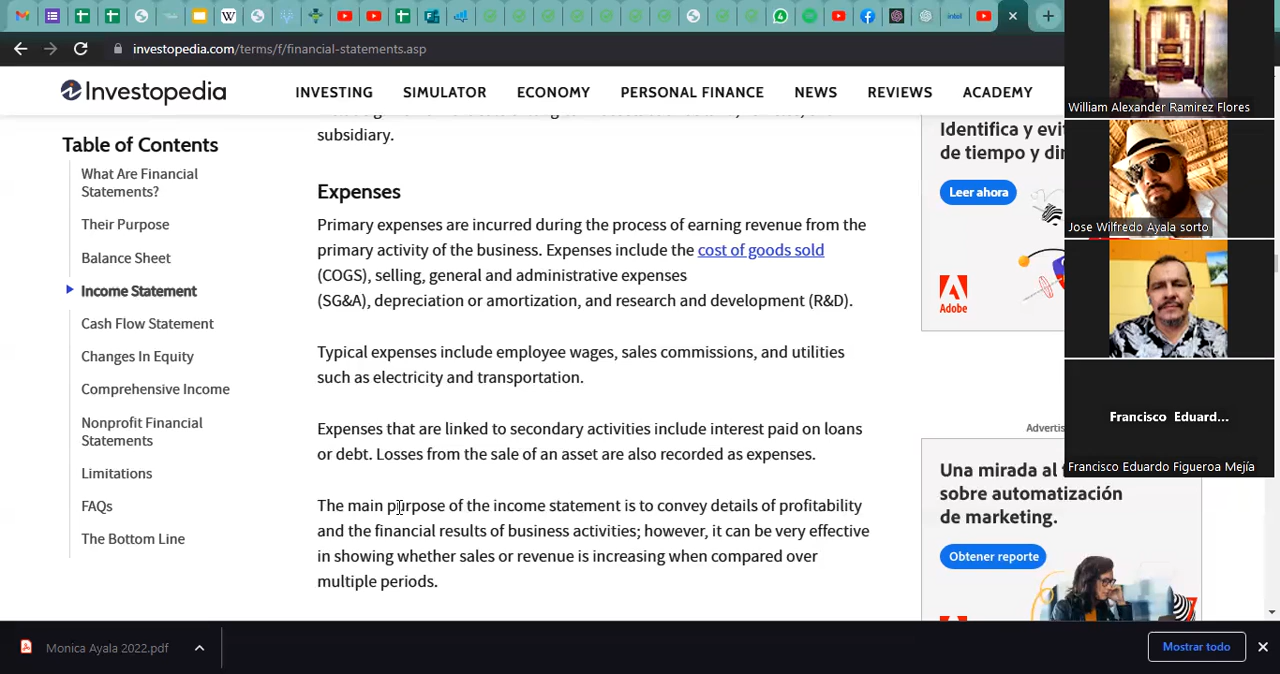 4
intel
investopedia.com/terms/f/financial-statements.asp
Investopedia
INVESTING
SIMULATOR
ECONOMY
PERSONAL FINANCE
NEWS
REVIEWS
ACADEMY
Table of Contents
What Are Financial
Statements?
Their Purpose
Balance Sheet
Income Statement
Cash Flow Statement
Changes In Equity
Comprehensive Income
Nonprofit Financial
Statements
Limitations
FAQs
The Bottom Line
subsidiary.
Expenses
Primary expenses are incurred during the process of earning revenue from the
primary activity of the business. Expenses include the cost of goods sold
(COGS), selling, general and administrative expenses
(SG&A), depreciation or amortization, and research and development (R&D).
Typical expenses include employee wages, sales commissions, and utilities
such as electricity and transportation.
Expenses that are linked to secondary activities include interest paid on loans
or debt. Losses from the sale of an asset are also recorded as expenses.
The main purpose of the income statement is to convey details of profitability
and the financial results of business activities; however, it can be very effective
in showing whether sales or revenue is increasing when compared over
multiple periods.
Identifica y evi
de tiempo y di
Leer ahora
Adobe
Adverti
Una mirada al
sobre automatización
de marketing.
Obtener reporte
William Alexander Ramirez Flores
Jose Wilfredo Ayala sorto
Francisco Eduard...
Francisco Eduardo Figueroa Mejía
Monica Ayala 2022.pdf
Mostrar todo